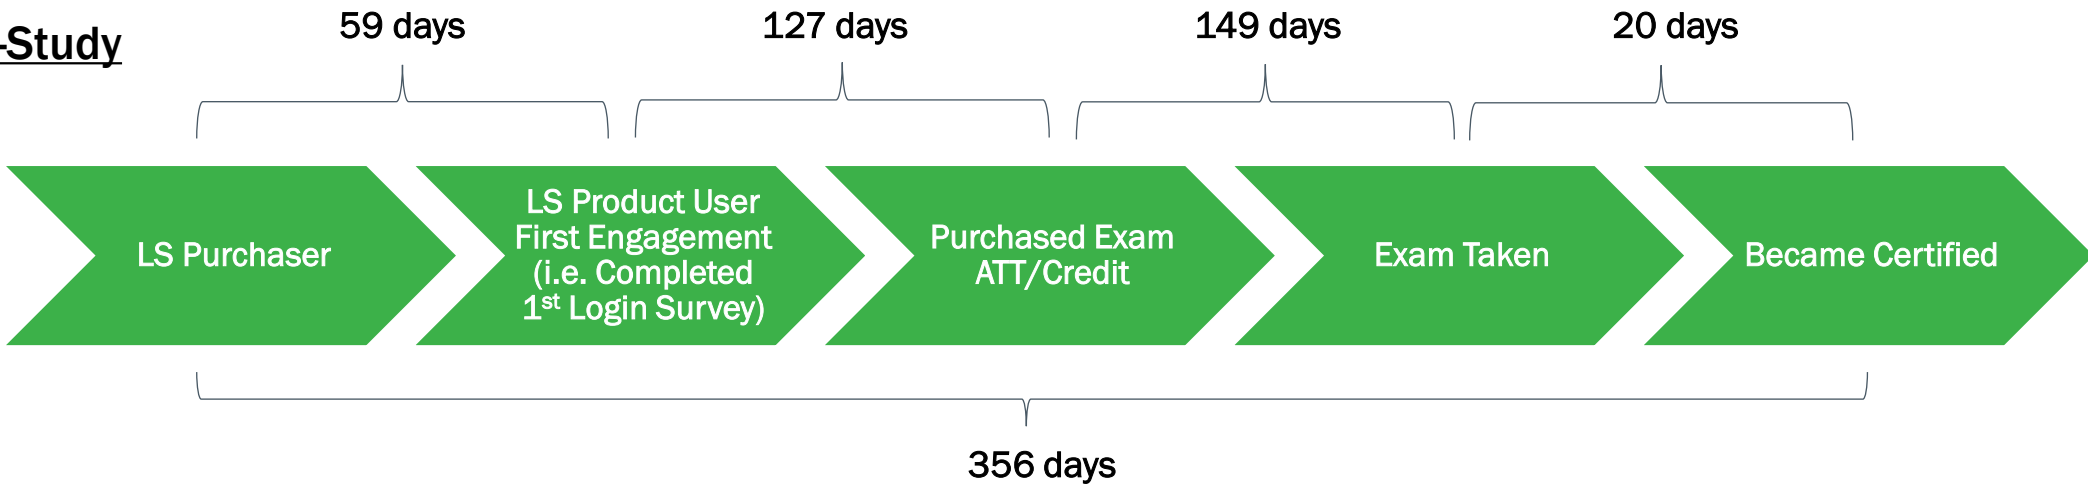 -Study
59 days
127 days
149 days
20 days
LS Purchaser
LS Product User
First Engagement
(i.e. Completed
1st Login Survey)
Purchased Exam
ATT/Credit
Exam Taken
Became Certified
356 days